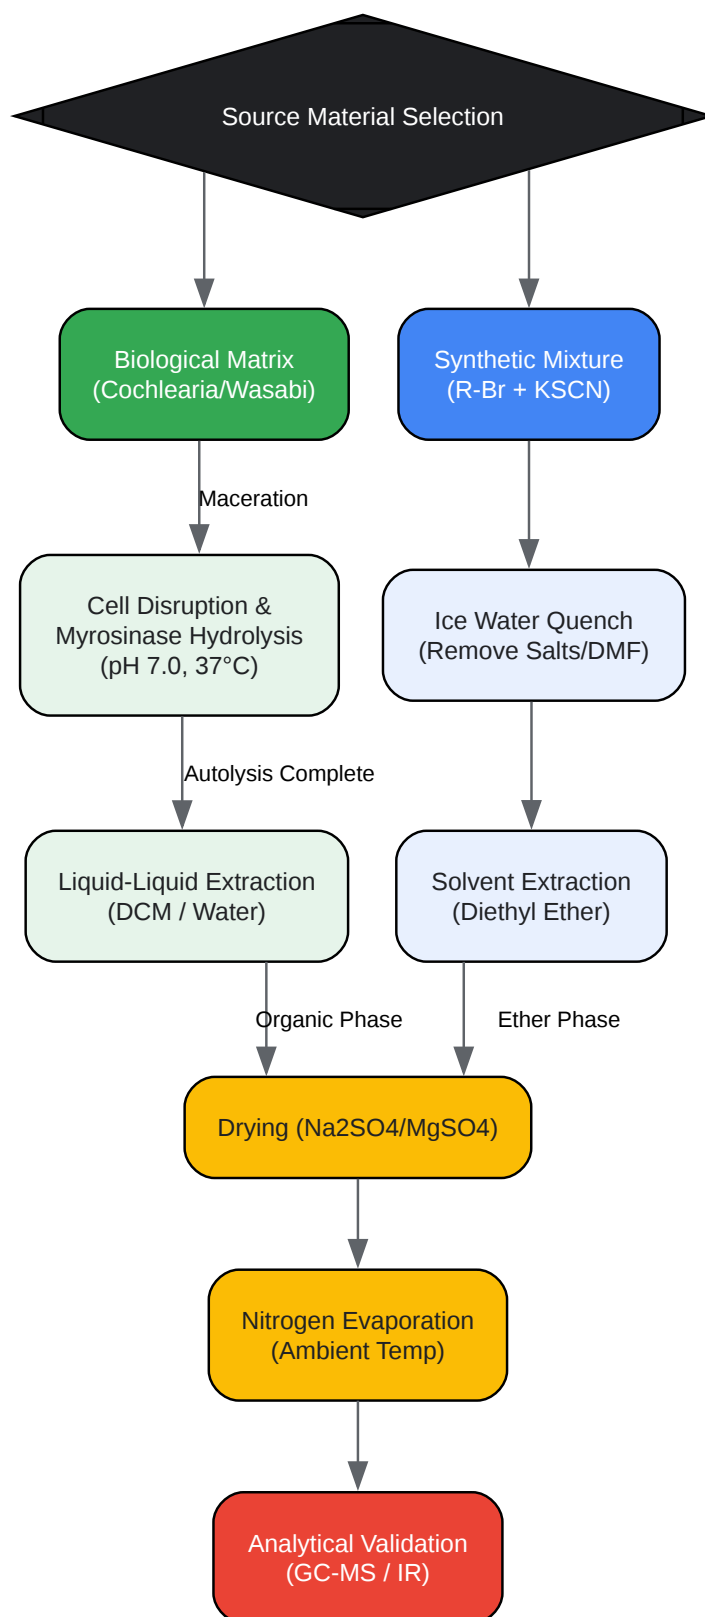 Source Material Selection
Biological Matrix
(Cochlearia/Wasabi)
Synthetic Mixture
(R-Br + KSCN)
Maceration
Cell Disruption &
Myrosinase Hydrolysis
(pH 7.0, 37°C)
Ice Water Quench
(Remove Salts/DMF)
Autolysis Complete
Liquid-Liquid Extraction
(DCM / Water)
Solvent Extraction
(Diethyl Ether)
Organic Phase
Ether Phase
Drying (Na2SO4/MgSO4)
Nitrogen Evaporation
(Ambient Temp)
Analytical Validation
(GC-MS / IR)